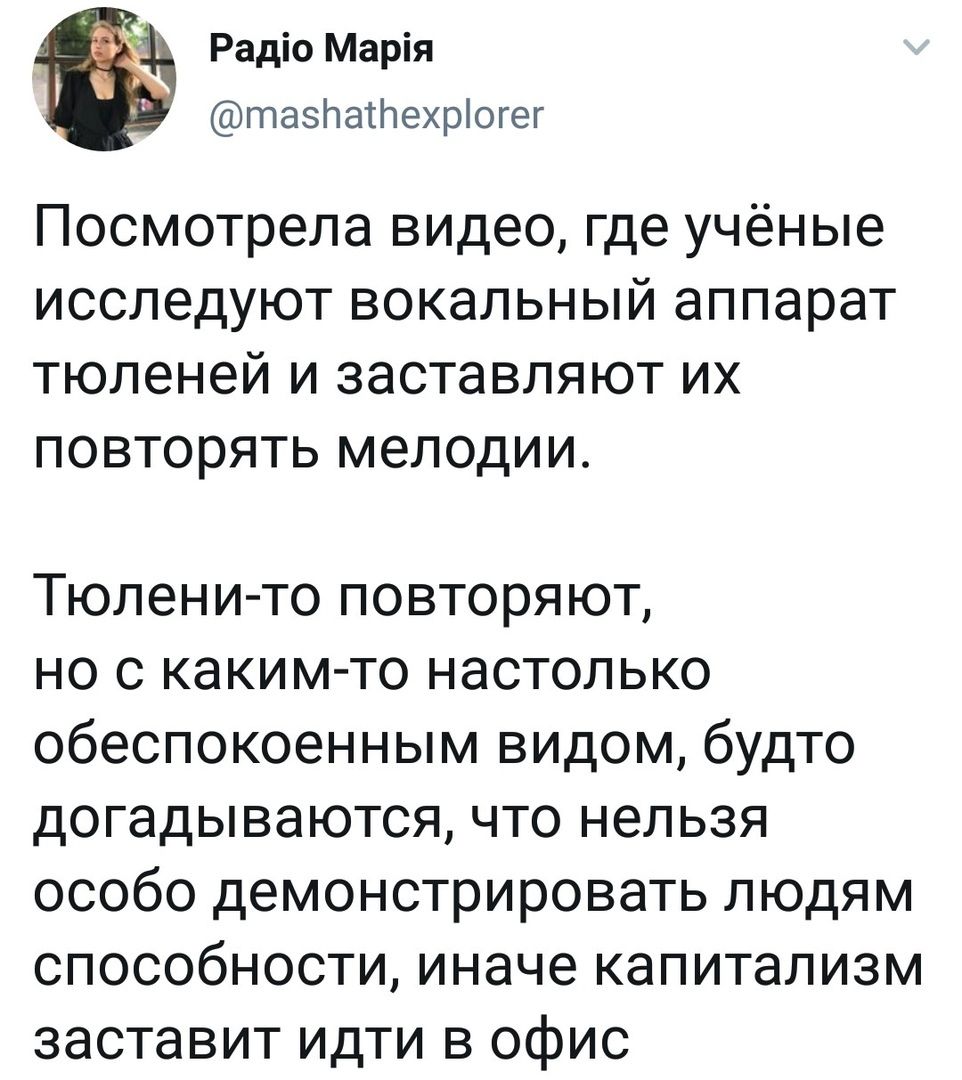 Радіо Марія
@mashathexplorer
Посмотрела видео, где учёные
исследуют вокальный аппарат
тюленей и заставляют их
повторять мелодии.
Тюлени-то повторяют,
но с каким-то настолько
обеспокоенным видом, будто
догадываются, что нельзя
особо демонстрировать людям
способности, иначе капитализм
заставит идти в офис